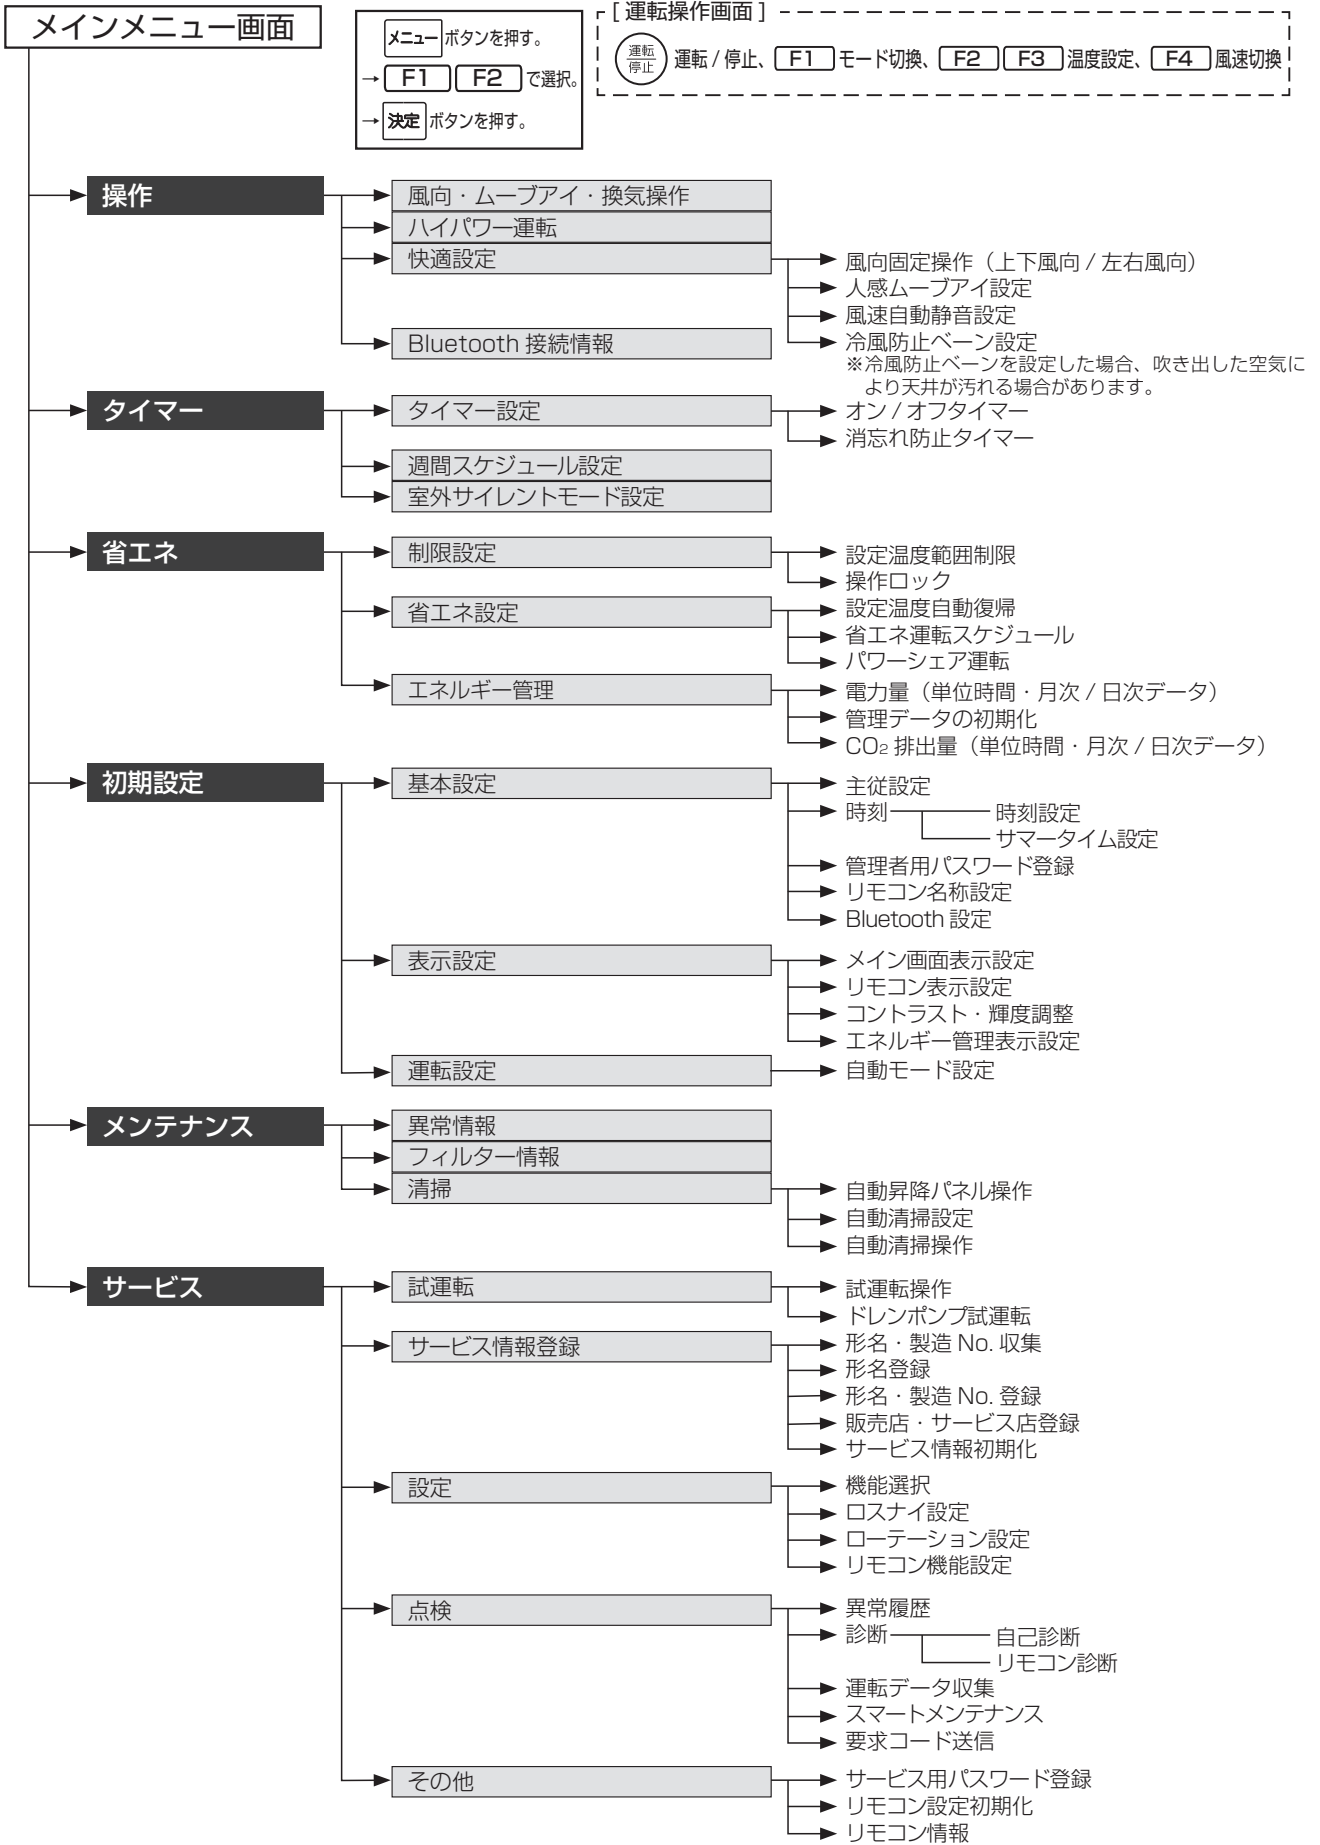 メインメニュー画面
メニュー ボタンを押す。
→ F1 F2 で選択。
→ 決定 ボタンを押す。
[ 運転操作画面 ]
運転 停止 運転 / 停止、 F1 モード切換、 F2 F3 温度設定、 F4 風速切換
操作
風向・ムーブアイ・換気操作
ハイパワー運転
快適設定
風向固定操作（上下風向 / 左右風向）
人感ムーブアイ設定
風速自動静音設定
冷風防止ベーン設定
※冷風防止ベーンを設定した場合、吹き出した空気に
より天井が汚れる場合があります。
Bluetooth 接続情報
タイマー
タイマー設定
オン / オフタイマー
消忘れ防止タイマー
週間スケジュール設定
室外サイレントモード設定
省エネ
制限設定
設定温度範囲制限
操作ロック
省エネ設定
設定温度自動復帰
省エネ運転スケジュール
パワーシェア運転
エネルギー管理
電力量（単位時間・月次 / 日次データ）
管理データの初期化
CO₂ 排出量（単位時間・月次 / 日次データ）
初期設定
基本設定
主従設定
時刻
時刻設定
サマータイム設定
管理者用パスワード登録
リモコン名称設定
Bluetooth 設定
表示設定
メイン画面表示設定
リモコン表示設定
コントラスト・輝度調整
エネルギー管理表示設定
運転設定
自動モード設定
メンテナンス
異常情報
フィルター情報
清掃
自動昇降パネル操作
自動清掃設定
自動清掃操作
サービス
試運転
試運転操作
ドレンポンプ試運転
サービス情報登録
形名・製造 No. 収集
形名登録
形名・製造 No. 登録
販売店・サービス店登録
サービス情報初期化
設定
機能選択
ロスナイ設定
ローテーション設定
リモコン機能設定
点検
異常履歴
診断
自己診断
リモコン診断
運転データ収集
スマートメンテナンス
要求コード送信
その他
サービス用パスワード登録
リモコン設定初期化
リモコン情報